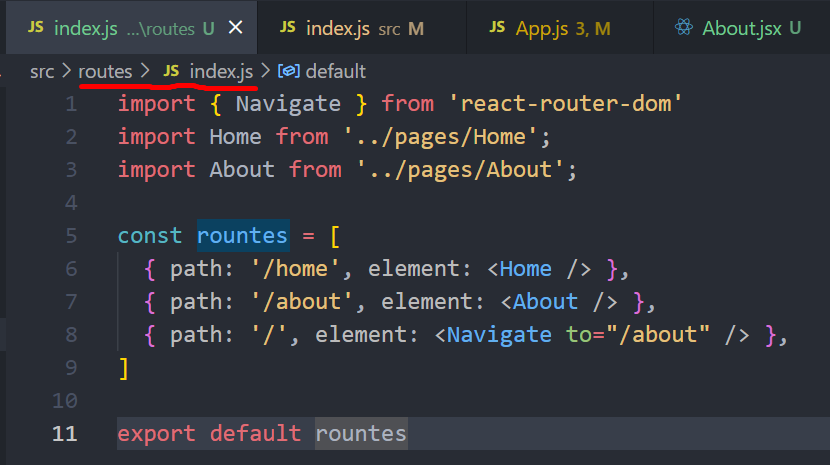 JS index.js ...\routes U × JS index.js src M JS App.js 3, M About.jsx U
src > routes > JS index.js > default
1 import { Navigate } from 'react-router-dom'
2 import Home from '../pages/Home';
3 import About from '../pages/About';
4
5 const rountes = [
6 { path: '/home', element: <Home /> },
7 { path: '/about', element: <About /> },
8 { path: '/', element: <Navigate to="/about" /> },
9 ]
10
11 export default rountes